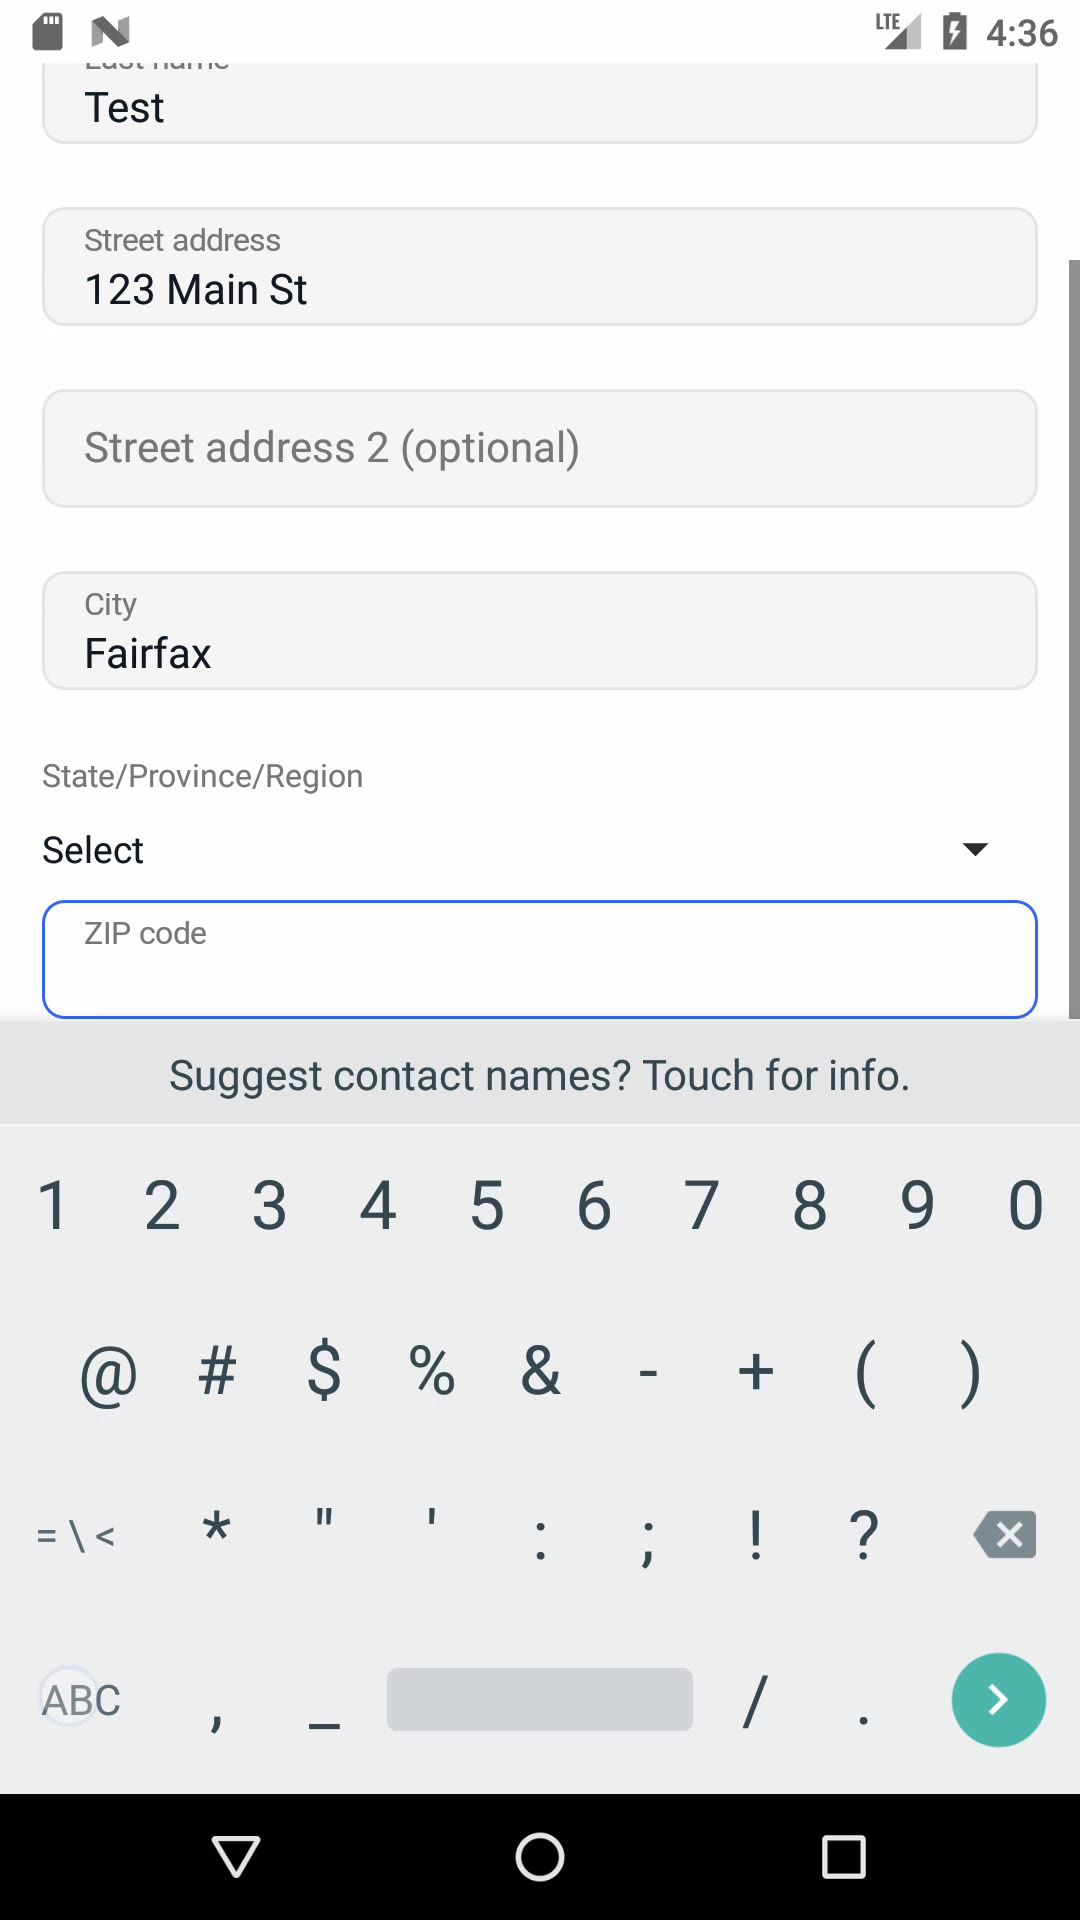 LTE 4:36
Last name
Test
Street address
123 Main St
Street address 2 (optional)
City
Fairfax
State/Province/Region
Select
ZIP code
Suggest contact names? Touch for info.
1 2 3 4 5 6 7 8 9 0
@ # $ % & - + ( )
= \ < * " ' : ; ! ?
ABC , _ / .